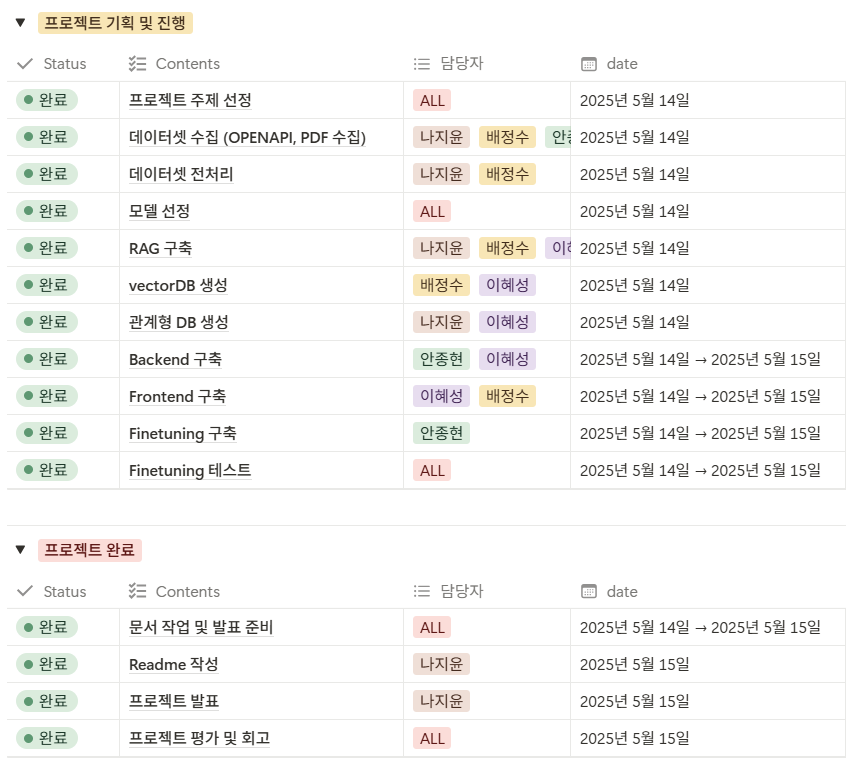 프로젝트 기획 및 진행
Status Contents 담당자 date
완료 프로젝트 주제 선정 ALL 2025년 5월 14일
완료 데이터셋 수집 (OPENAPI, PDF 수집) 나지윤 배정수 2025년 5월 14일
완료 데이터셋 전처리 나지윤 배정수 2025년 5월 14일
완료 모델 선정 ALL 2025년 5월 14일
완료 RAG 구축 나지윤 배정수 2025년 5월 14일
완료 vectorDB 생성 배정수 이혜성 2025년 5월 14일
완료 관계형 DB 생성 나지윤 이혜성 2025년 5월 14일
완료 Backend 구축 안종현 이혜성 2025년 5월 14일 → 2025년 5월 15일
완료 Frontend 구축 이혜성 배정수 2025년 5월 14일 → 2025년 5월 15일
완료 Finetuning 구축 안종현 2025년 5월 14일 → 2025년 5월 15일
완료 Finetuning 테스트 ALL 2025년 5월 14일 → 2025년 5월 15일
프로젝트 완료
Status Contents 담당자 date
완료 문서 작업 및 발표 준비 ALL 2025년 5월 14일 → 2025년 5월 15일
완료 Readme 작성 나지윤 2025년 5월 15일
완료 프로젝트 발표 나지윤 2025년 5월 15일
완료 프로젝트 평가 및 회고 ALL 2025년 5월 15일